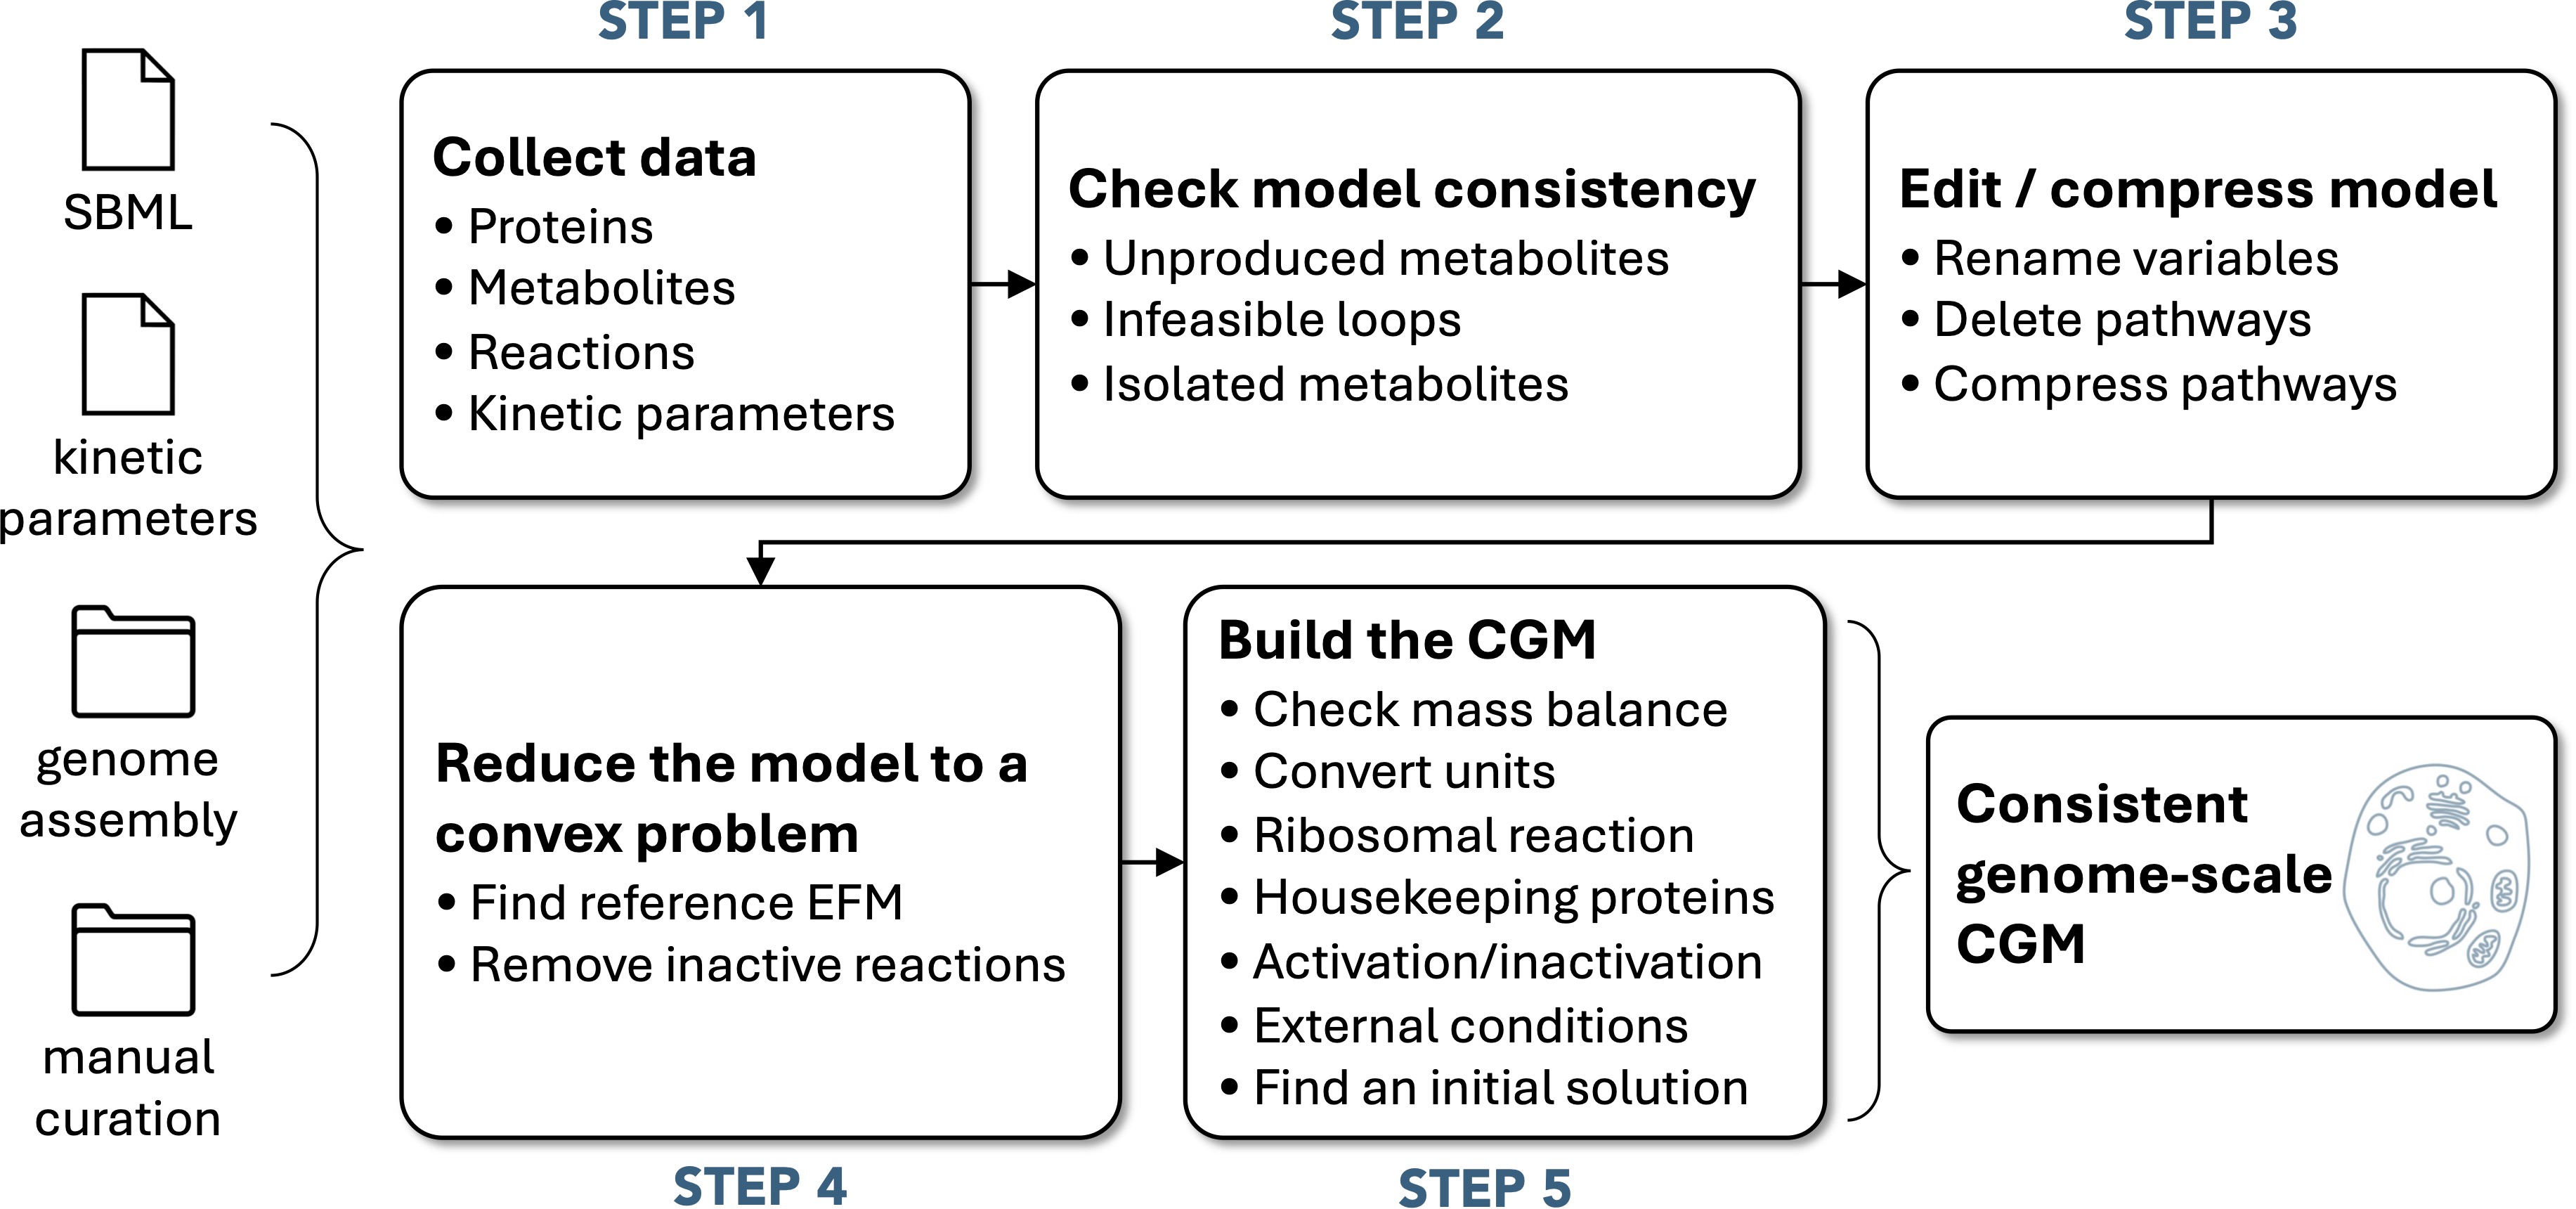 SBML
kinetic
parameters
genome
assembly
manual
curation
STEP 1
Collect data
• Proteins
• Metabolites
• Reactions
• Kinetic parameters
STEP 2
Check model consistency
• Unproduced metabolites
• Infeasible loops
• Isolated metabolites
STEP 3
Edit / compress model
• Rename variables
• Delete pathways
• Compress pathways
Reduce the model to a
convex problem
• Find reference EFM
• Remove inactive reactions
STEP 4
Build the CGM
• Check mass balance
• Convert units
• Ribosomal reaction
• Housekeeping proteins
• Activation/inactivation
• External conditions
• Find an initial solution
STEP 5
Consistent
genome-scale
CGM